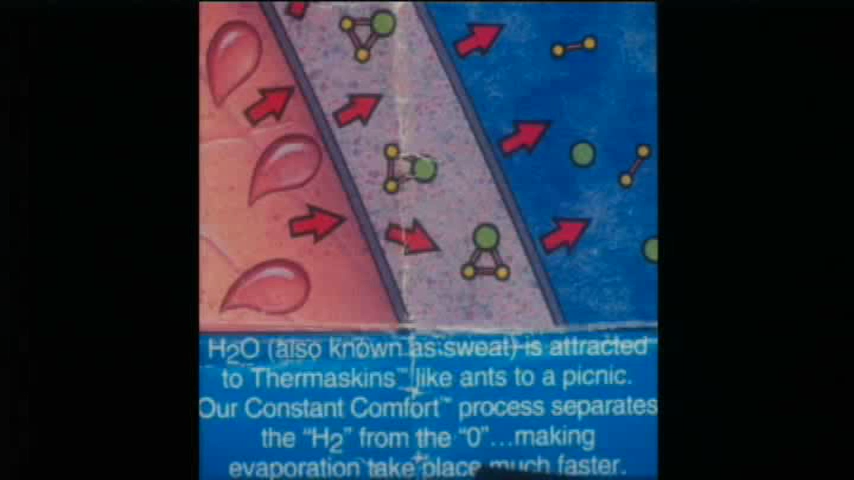 H2O (also known as sweat) is attracted
to Thermaskins™ like ants to a picnic.
Our Constant Comfort™ process separates
the “H2” from the “0”...making
evaporation take place much faster.